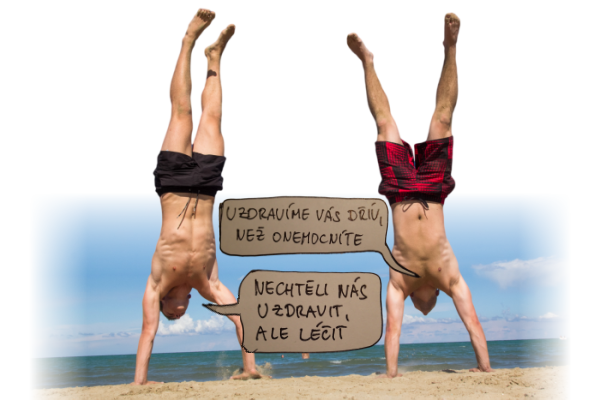 UZDRAVÍME VÁS DŘÍV,
NEŽ ONEMOCNÍTE
NECHTĚLI NÁS
UZDRAVIT,
ALE LÉČIT